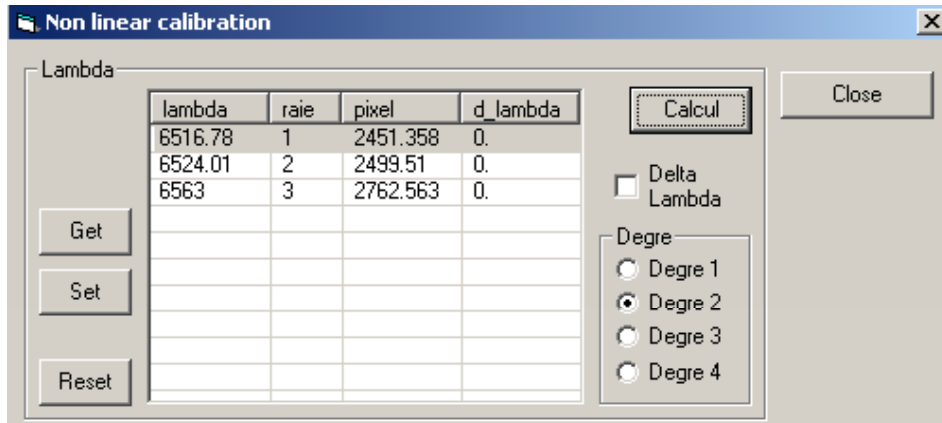 Non linear calibration
Lambda
lambda raie pixel d_lambda
6516.78 1 2451.358 0.
6524.01 2 2499.51 0.
6563 3 2762.563 0.
Get
Set
Reset
Calcul
Delta
Lambda
Degre
Degre 1
Degre 2
Degre 3
Degre 4
Close